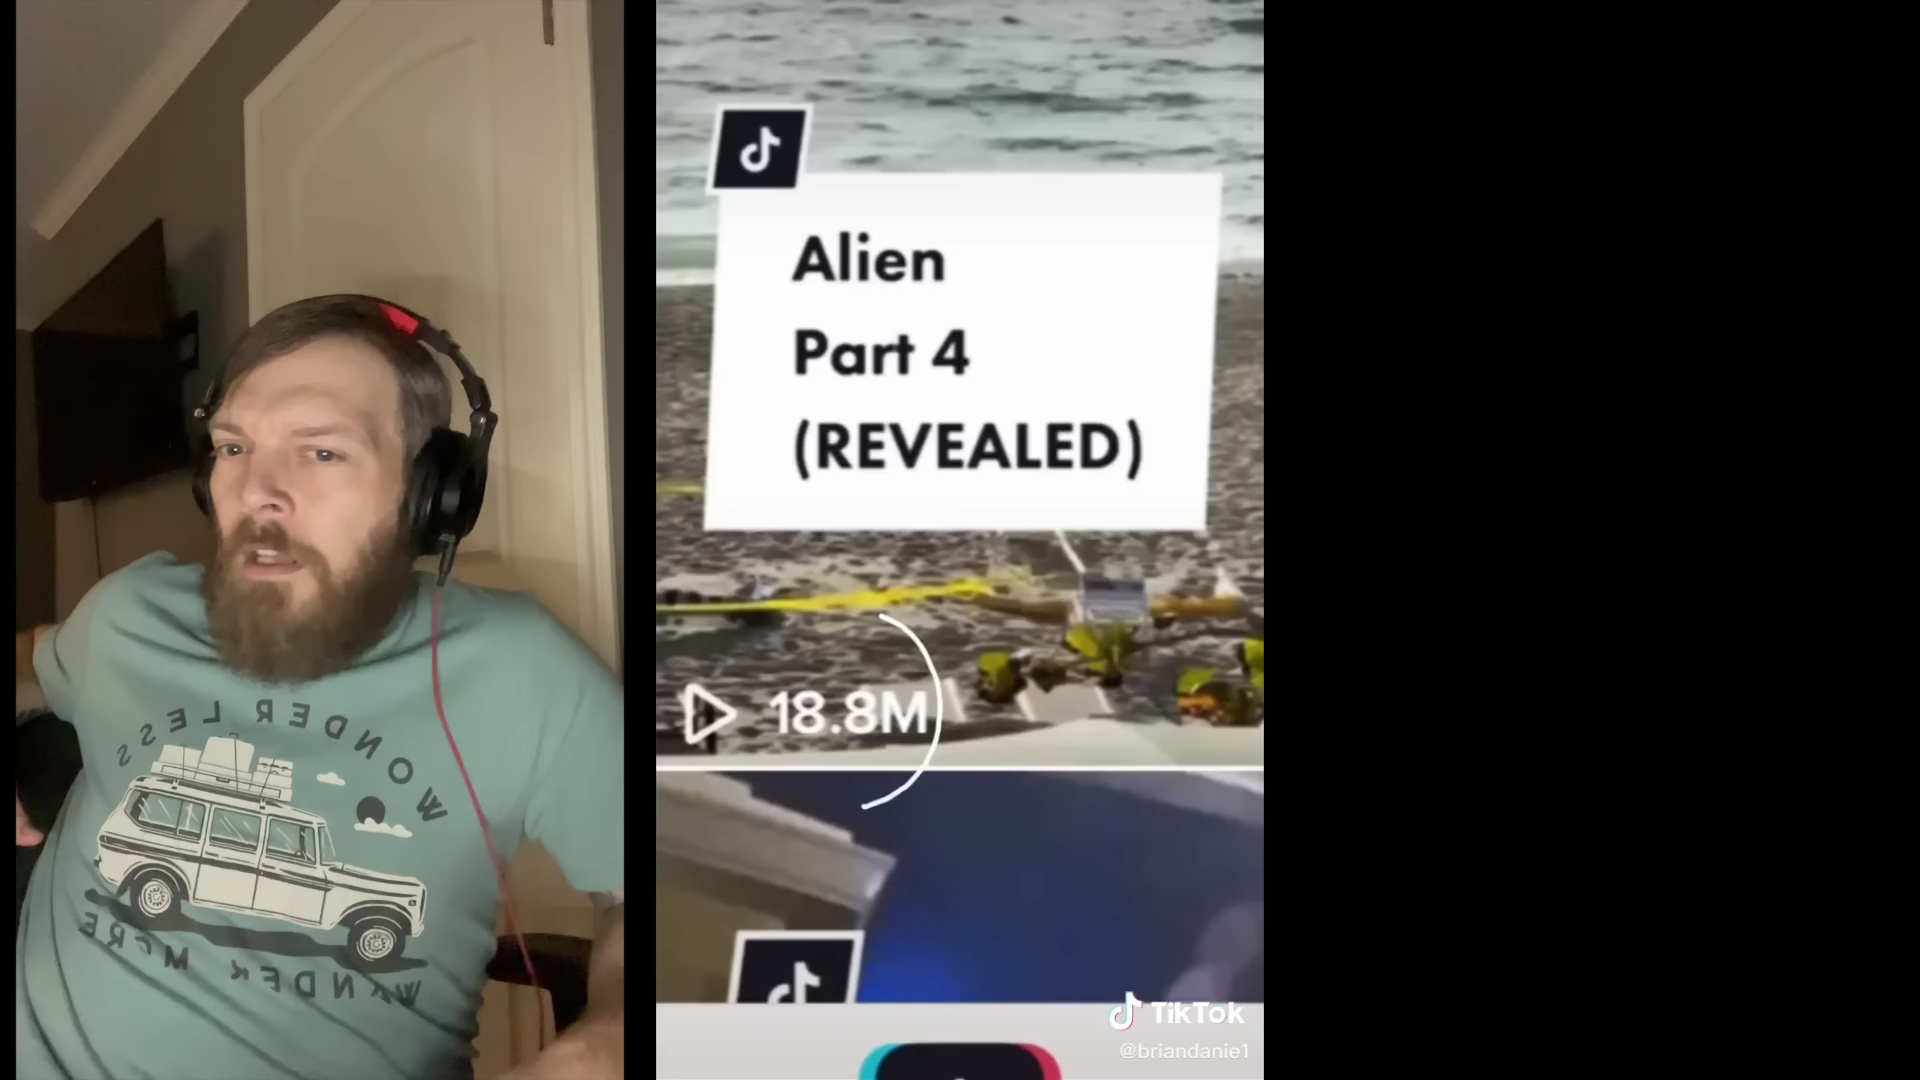 WONDER LESS
WANDER MORE
Alien
Part 4
(REVEALED)
18.8M
TikTok
@briandanie1